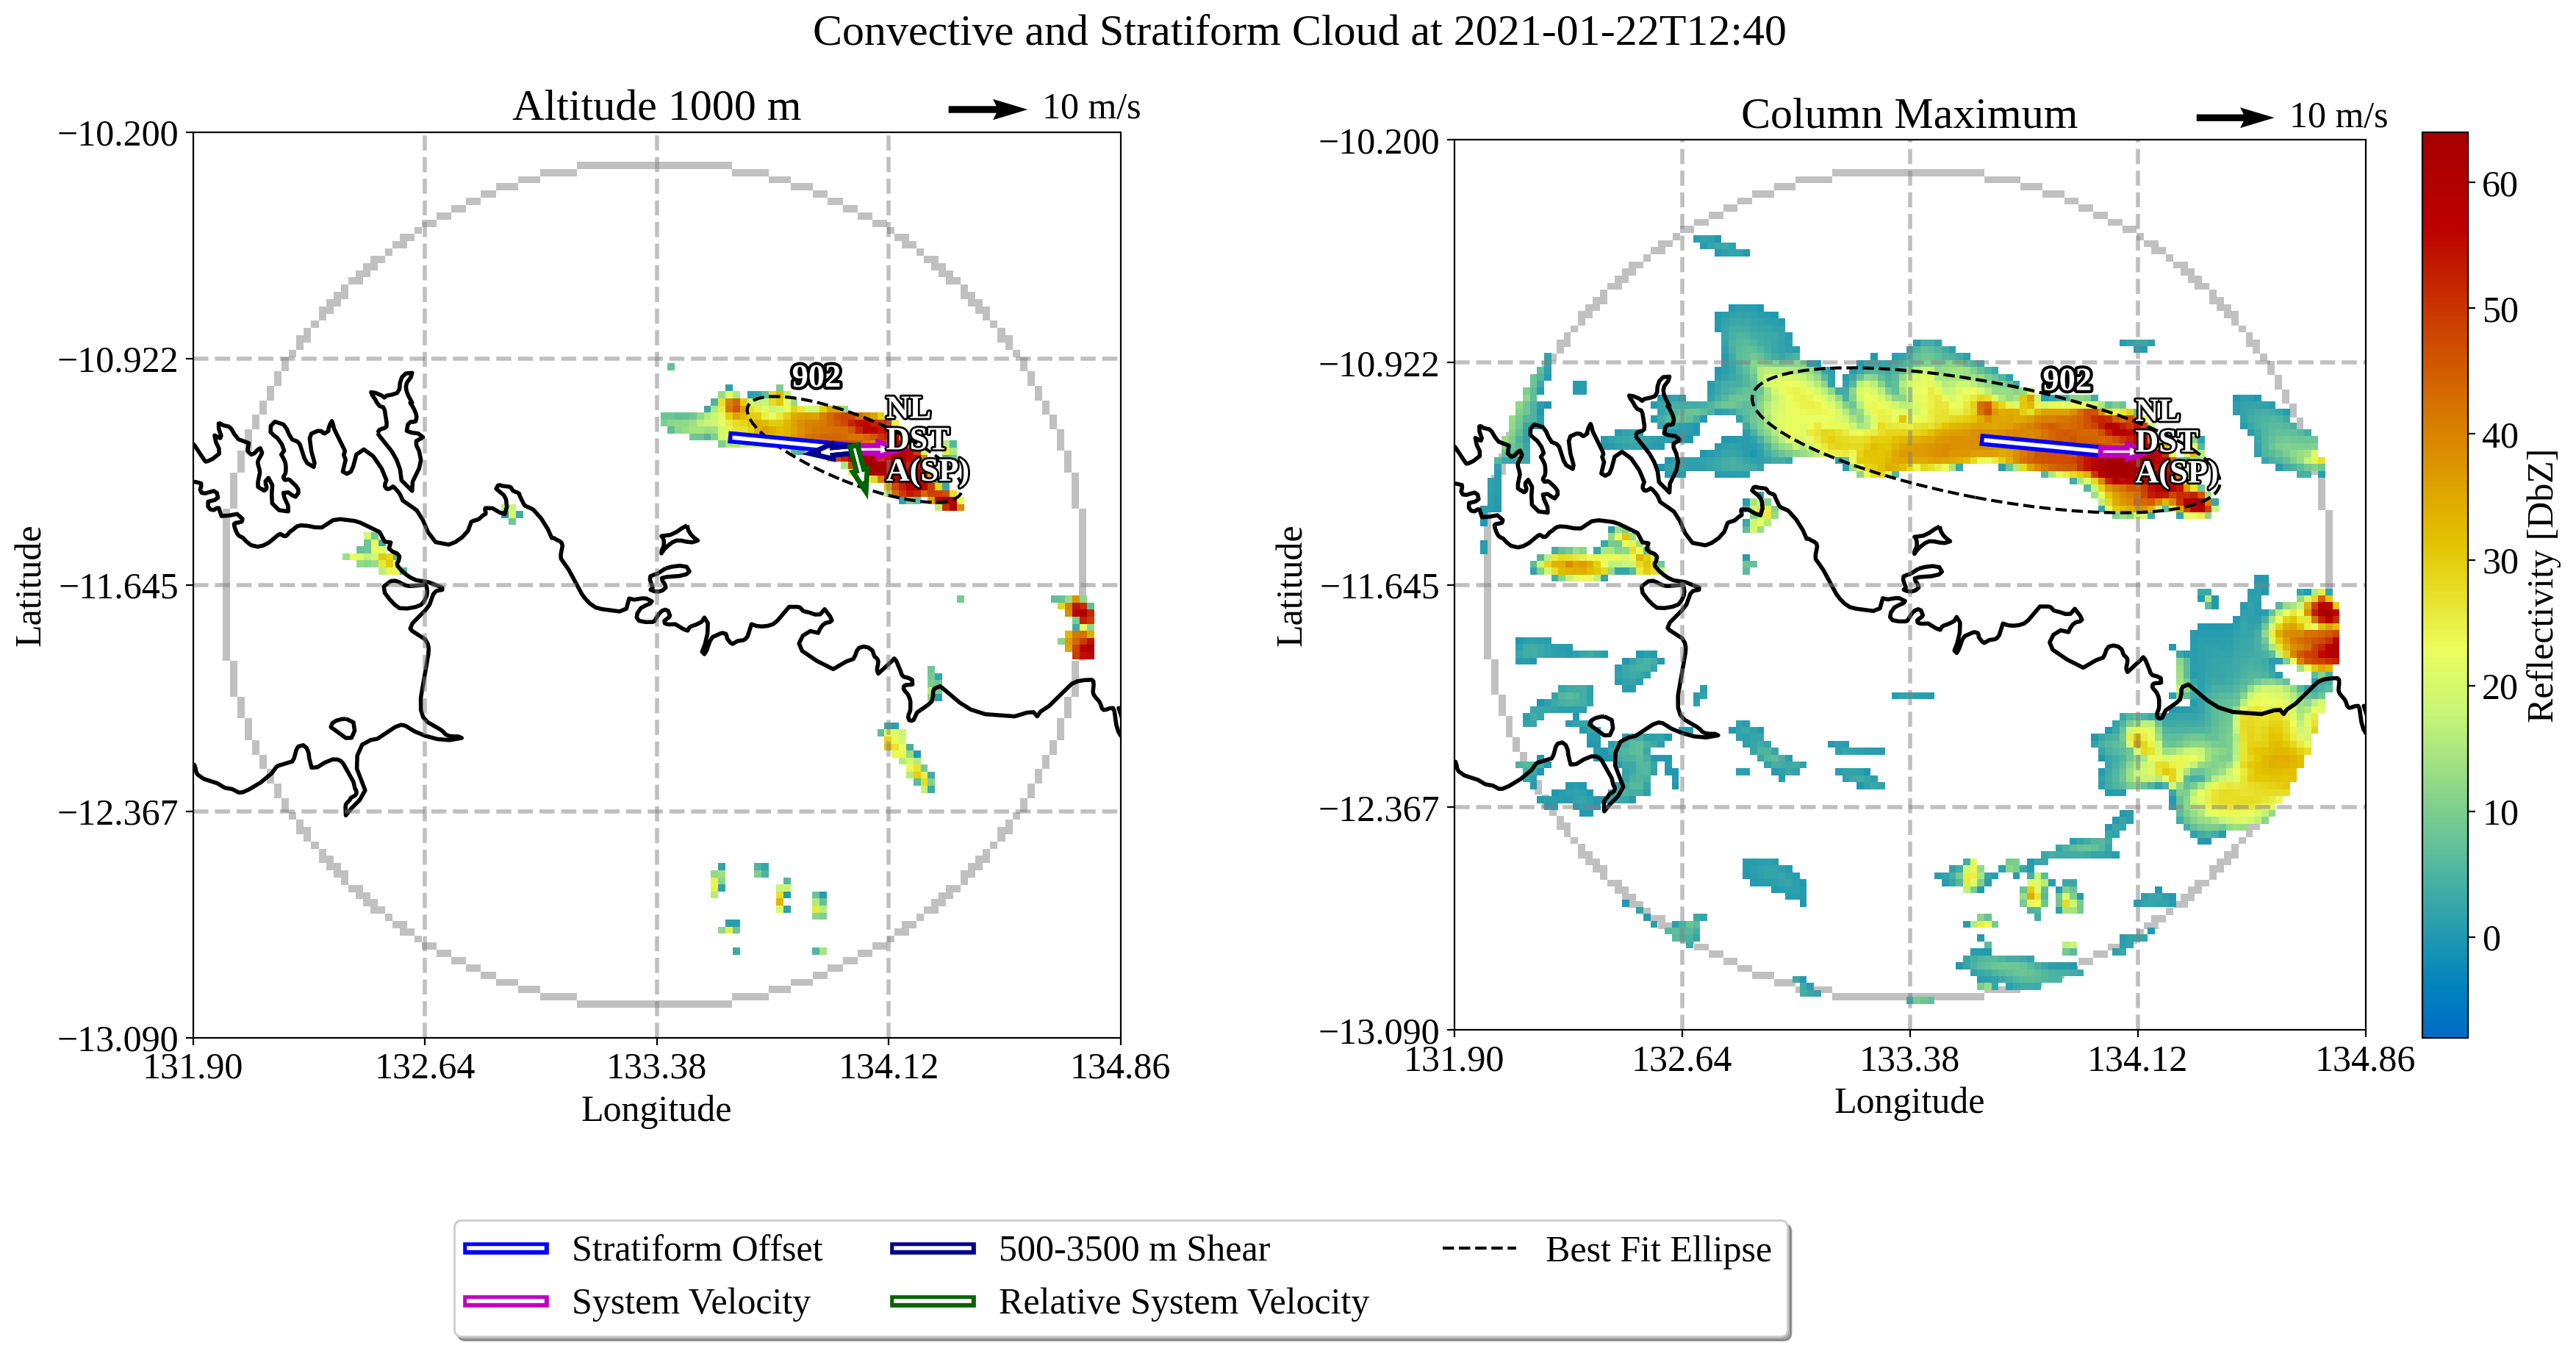 Convective and Stratiform Cloud at 2021-01-22T12:40
Altitude 1000 m
10 m/s
−10.200
−10.922
−11.645
−12.367
−13.090
Latitude
902
NL
DST
A(SP)
131.90
132.64
133.38
134.12
134.86
Longitude
Column Maximum
10 m/s
−10.200
−10.922
−11.645
−12.367
−13.090
Latitude
902
NL
DST
A(SP)
131.90
132.64
133.38
134.12
134.86
Longitude
60
50
40
30
20
10
0
Reflectivity [DbZ]
Stratiform Offset
System Velocity
500-3500 m Shear
Relative System Velocity
Best Fit Ellipse